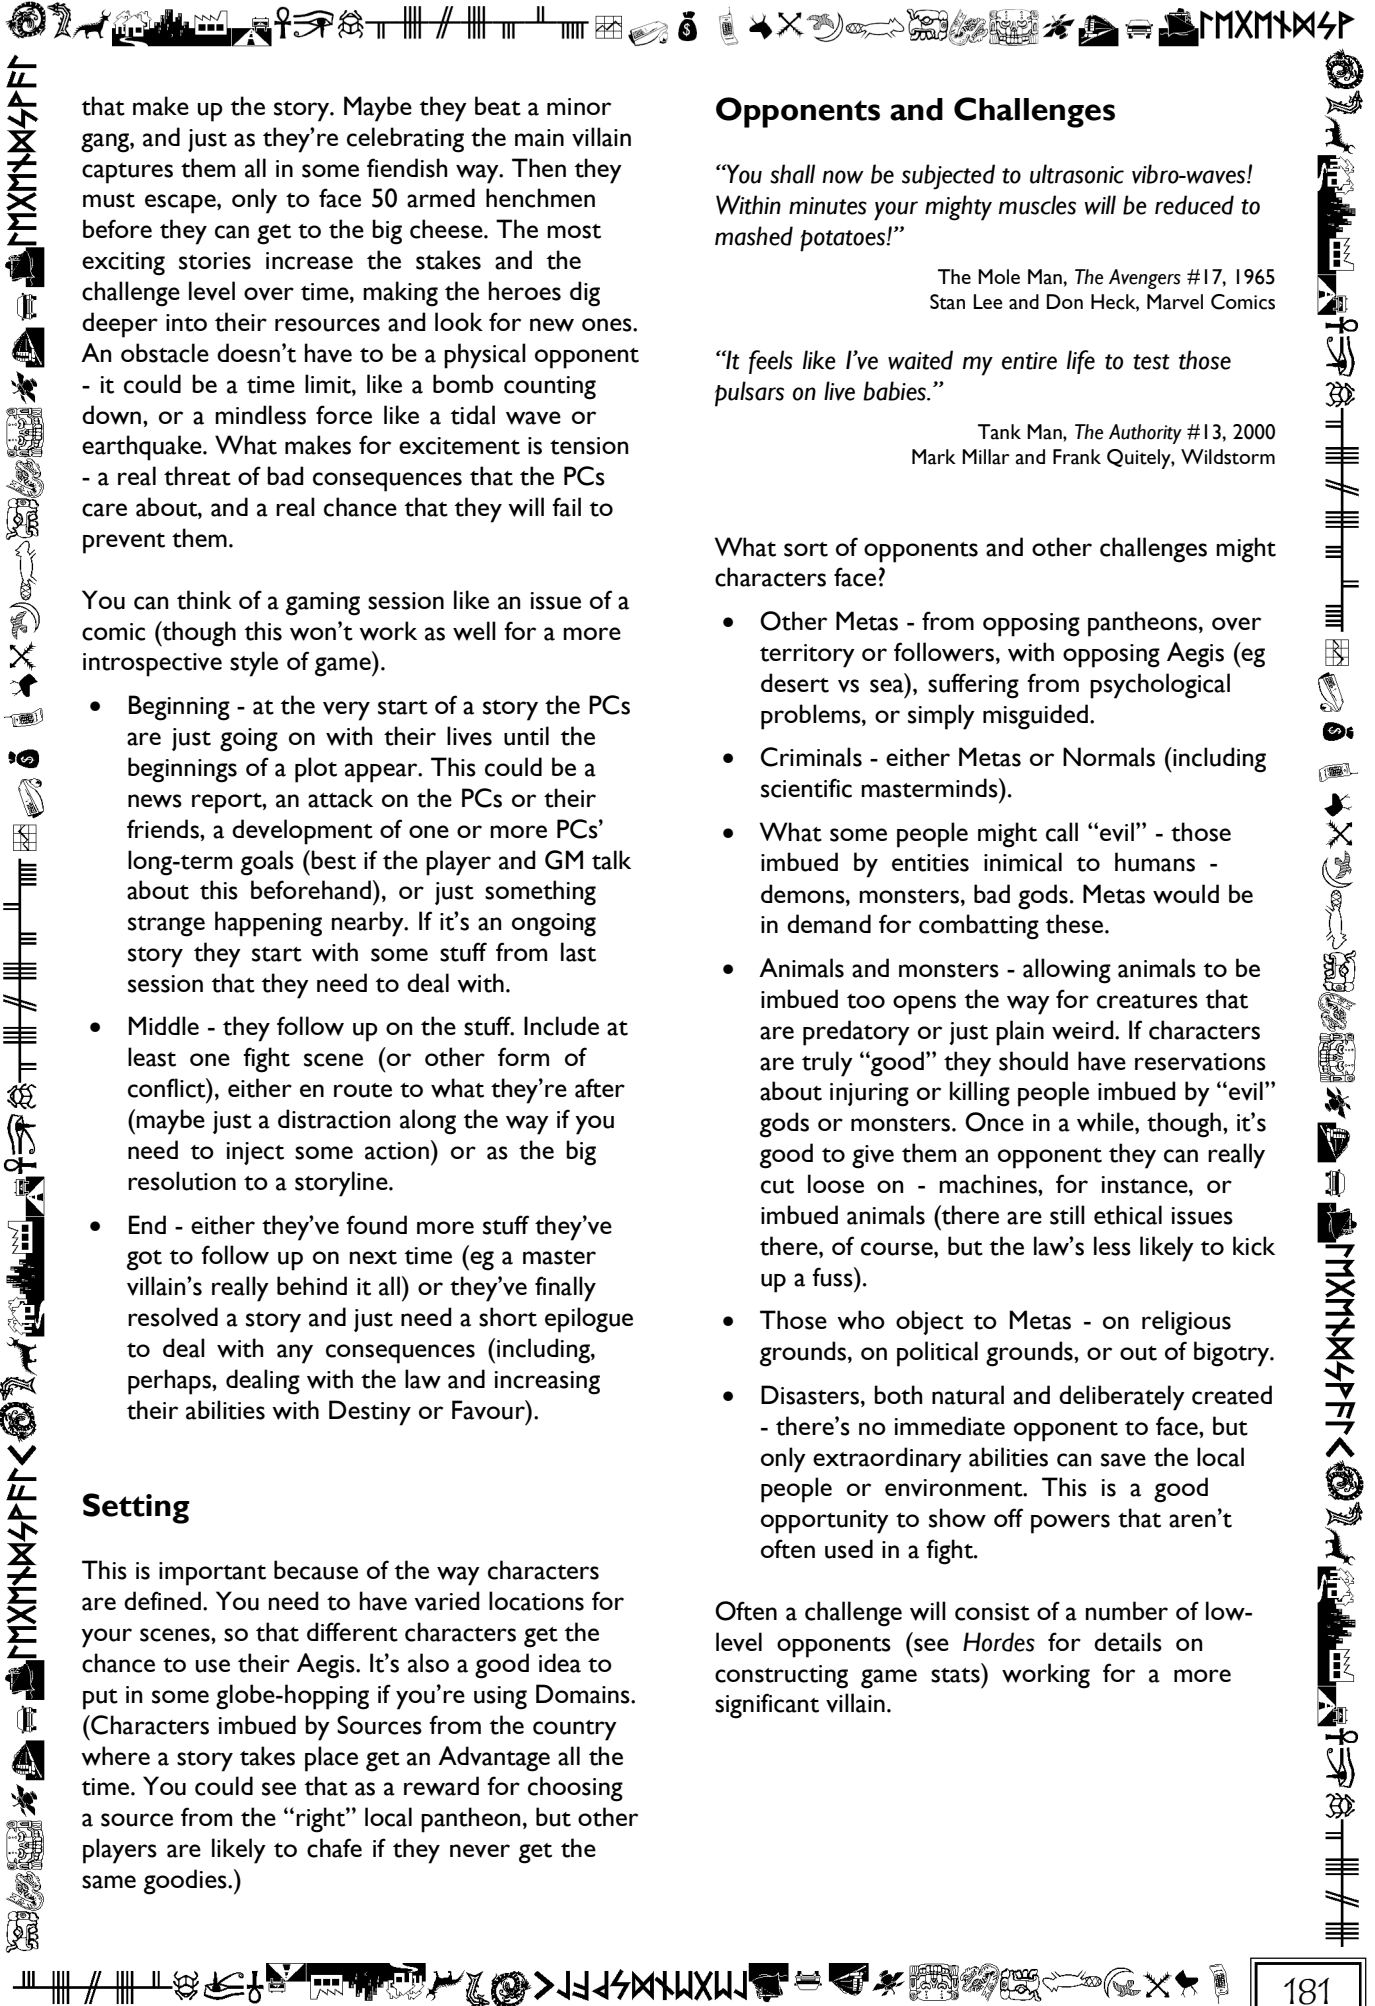 that make up the story. Maybe they beat a minor
gang, and just as they’re celebrating the main villain
captures them all in some fiendish way. Then they
must escape, only to face 50 armed henchmen
before they can get to the big cheese. The most
exciting stories increase the stakes and the
challenge level over time, making the heroes dig
deeper into their resources and look for new ones.
An obstacle doesn’t have to be a physical opponent
- it could be a time limit, like a bomb counting
down, or a mindless force like a tidal wave or
earthquake. What makes for excitement is tension
- a real threat of bad consequences that the PCs
care about, and a real chance that they will fail to
prevent them.
You can think of a gaming session like an issue of a
comic (though this won’t work as well for a more
introspective style of game).
• Beginning - at the very start of a story the PCs
are just going on with their lives until the
beginnings of a plot appear. This could be a
news report, an attack on the PCs or their
friends, a development of one or more PCs’
long-term goals (best if the player and GM talk
about this beforehand), or just something
strange happening nearby. If it’s an ongoing
story they start with some stuff from last
session that they need to deal with.
• Middle - they follow up on the stuff. Include at
least one fight scene (or other form of
conflict), either en route to what they’re after
(maybe just a distraction along the way if you
need to inject some action) or as the big
resolution to a storyline.
• End - either they’ve found more stuff they’ve
got to follow up on next time (eg a master
villain’s really behind it all) or they’ve finally
resolved a story and just need a short epilogue
to deal with any consequences (including,
perhaps, dealing with the law and increasing
their abilities with Destiny or Favour).
Setting
This is important because of the way characters
are defined. You need to have varied locations for
your scenes, so that different characters get the
chance to use their Aegis. It’s also a good idea to
put in some globe-hopping if you’re using Domains.
(Characters imbued by Sources from the country
where a story takes place get an Advantage all the
time. You could see that as a reward for choosing
a source from the “right” local pantheon, but other
players are likely to chafe if they never get the
same goodies.)
Opponents and Challenges
“You shall now be subjected to ultrasonic vibro-waves!
Within minutes your mighty muscles will be reduced to
mashed potatoes!”
The Mole Man, The Avengers #17, 1965
Stan Lee and Don Heck, Marvel Comics
“It feels like I’ve waited my entire life to test those
pulsars on live babies.”
Tank Man, The Authority #13, 2000
Mark Millar and Frank Quitely, Wildstorm
What sort of opponents and other challenges might
characters face?
• Other Metas - from opposing pantheons, over
territory or followers, with opposing Aegis (eg
desert vs sea), suffering from psychological
problems, or simply misguided.
• Criminals - either Metas or Normals (including
scientific masterminds).
• What some people might call “evil” - those
imbued by entities inimical to humans -
demons, monsters, bad gods. Metas would be
in demand for combatting these.
• Animals and monsters - allowing animals to be
imbued too opens the way for creatures that
are predatory or just plain weird. If characters
are truly “good” they should have reservations
about injuring or killing people imbued by “evil”
gods or monsters. Once in a while, though, it’s
good to give them an opponent they can really
cut loose on - machines, for instance, or
imbued animals (there are still ethical issues
there, of course, but the law’s less likely to kick
up a fuss).
• Those who object to Metas - on religious
grounds, on political grounds, or out of bigotry.
• Disasters, both natural and deliberately created
- there’s no immediate opponent to face, but
only extraordinary abilities can save the local
people or environment. This is a good
opportunity to show off powers that aren’t
often used in a fight.
Often a challenge will consist of a number of low-
level opponents (see Hordes for details on
constructing game stats) working for a more
significant villain.
181